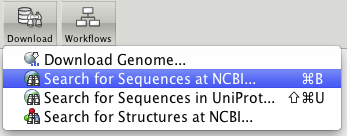 Download Workflows
Download Genome...
Search for Sequences at NCBI... ⌘B
Search for Sequences in UniProt... ⇧⌘U
Search for Structures at NCBI...